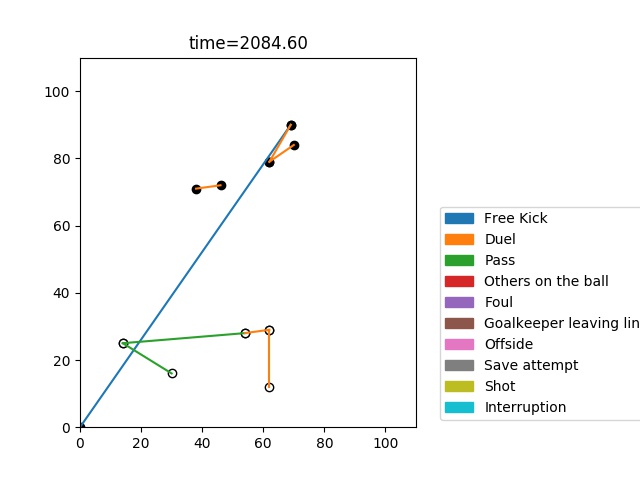 time=2084.60
100
80
60
40
20
0
0 20 40 60 80 100
Free Kick
Duel
Pass
Others on the ball
Foul
Goalkeeper leaving lin
Offside
Save attempt
Shot
Interruption